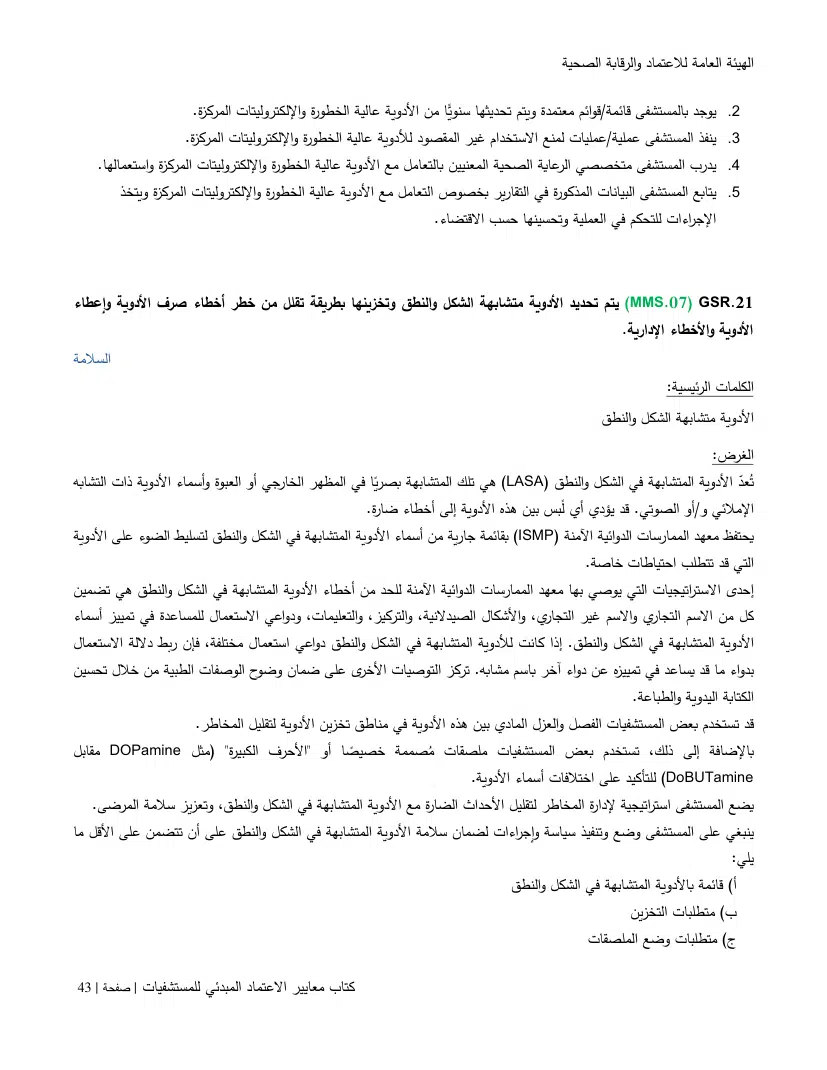 الهيئة العامة للاعتماد والرقابة الصحية
2. يوجد بالمستشفى قائمة/قوائم معتمدة ويتم تحديثها سنويًّا من الأدوية عالية الخطورة والإلكتروليتات المركزة.
3. ينفذ المستشفى عملية/عمليات لمنع الاستخدام غير المقصود للأدوية عالية الخطورة والإلكتروليتات المركزة.
4. يدرب المستشفى متخصصي الرعاية الصحية المعنيين بالتعامل مع الأدوية عالية الخطورة والإلكتروليتات المركزة واستعمالها.
5. يتابع المستشفى البيانات المذكورة في التقارير بخصوص التعامل مع الأدوية عالية الخطورة والإلكتروليتات المركزة ويتخذ
الإجراءات للتحكم في العملية وتحسينها حسب الاقتضاء.
GSR.21 (MMS.07) يتم تحديد الأدوية متشابهة الشكل والنطق وتخزينها بطريقة تقلل من خطر أخطاء صرف الأدوية وإعطاء
الأدوية والأخطاء الإدارية.
السلامة
الكلمات الرئيسية:
الأدوية متشابهة الشكل والنطق
الغرض:
تُعدّ الأدوية المتشابهة في الشكل والنطق (LASA) هي تلك المتشابهة بصريًا في المظهر الخارجي أو العبوة وأسماء الأدوية ذات التشابه
الإملائي و/أو الصوتي. قد يؤدي أي لَبس بين هذه الأدوية إلى أخطاء ضارة.
يحتفظ معهد الممارسات الدوائية الآمنة (ISMP) بقائمة جارية من أسماء الأدوية المتشابهة في الشكل والنطق لتسليط الضوء على الأدوية
التي قد تتطلب احتياطات خاصة.
إحدى الاستراتيجيات التي يوصي بها معهد الممارسات الدوائية الآمنة للحد من أخطاء الأدوية المتشابهة في الشكل والنطق هي تضمين
كل من الاسم التجاري والاسم غير التجاري، والأشكال الصيدلانية، والتركيز، والتعليمات، ودواعي الاستعمال للمساعدة في تمييز أسماء
الأدوية المتشابهة في الشكل والنطق. إذا كانت للأدوية المتشابهة في الشكل والنطق دواعي استعمال مختلفة، فإن ربط دلالة الاستعمال
بدواء ما قد يساعد في تمييزه عن دواء آخر باسم مشابه. تركز التوصيات الأخرى على ضمان وضوح الوصفات الطبية من خلال تحسين
الكتابة اليدوية والطباعة.
قد تستخدم بعض المستشفيات الفصل والعزل المادي بين هذه الأدوية في مناطق تخزين الأدوية لتقليل المخاطر.
بالإضافة إلى ذلك، تستخدم بعض المستشفيات ملصقات مُصممة خصيصًا أو "الأحرف الكبيرة" (مثل DOPamine مقابل
DoBUTamine) للتأكيد على اختلافات أسماء الأدوية.
يضع المستشفى استراتيجية لإدارة المخاطر لتقليل الأحداث الضارة مع الأدوية المتشابهة في الشكل والنطق، وتعزيز سلامة المرضى.
ينبغي على المستشفى وضع وتنفيذ سياسة وإجراءات لضمان سلامة الأدوية المتشابهة في الشكل والنطق على أن تتضمن على الأقل ما
يلي:
أ) قائمة بالأدوية المتشابهة في الشكل والنطق
ب) متطلبات التخزين
ج) متطلبات وضع الملصقات
كتاب معايير الاعتماد المبدئي للمستشفيات | صفحة | 43